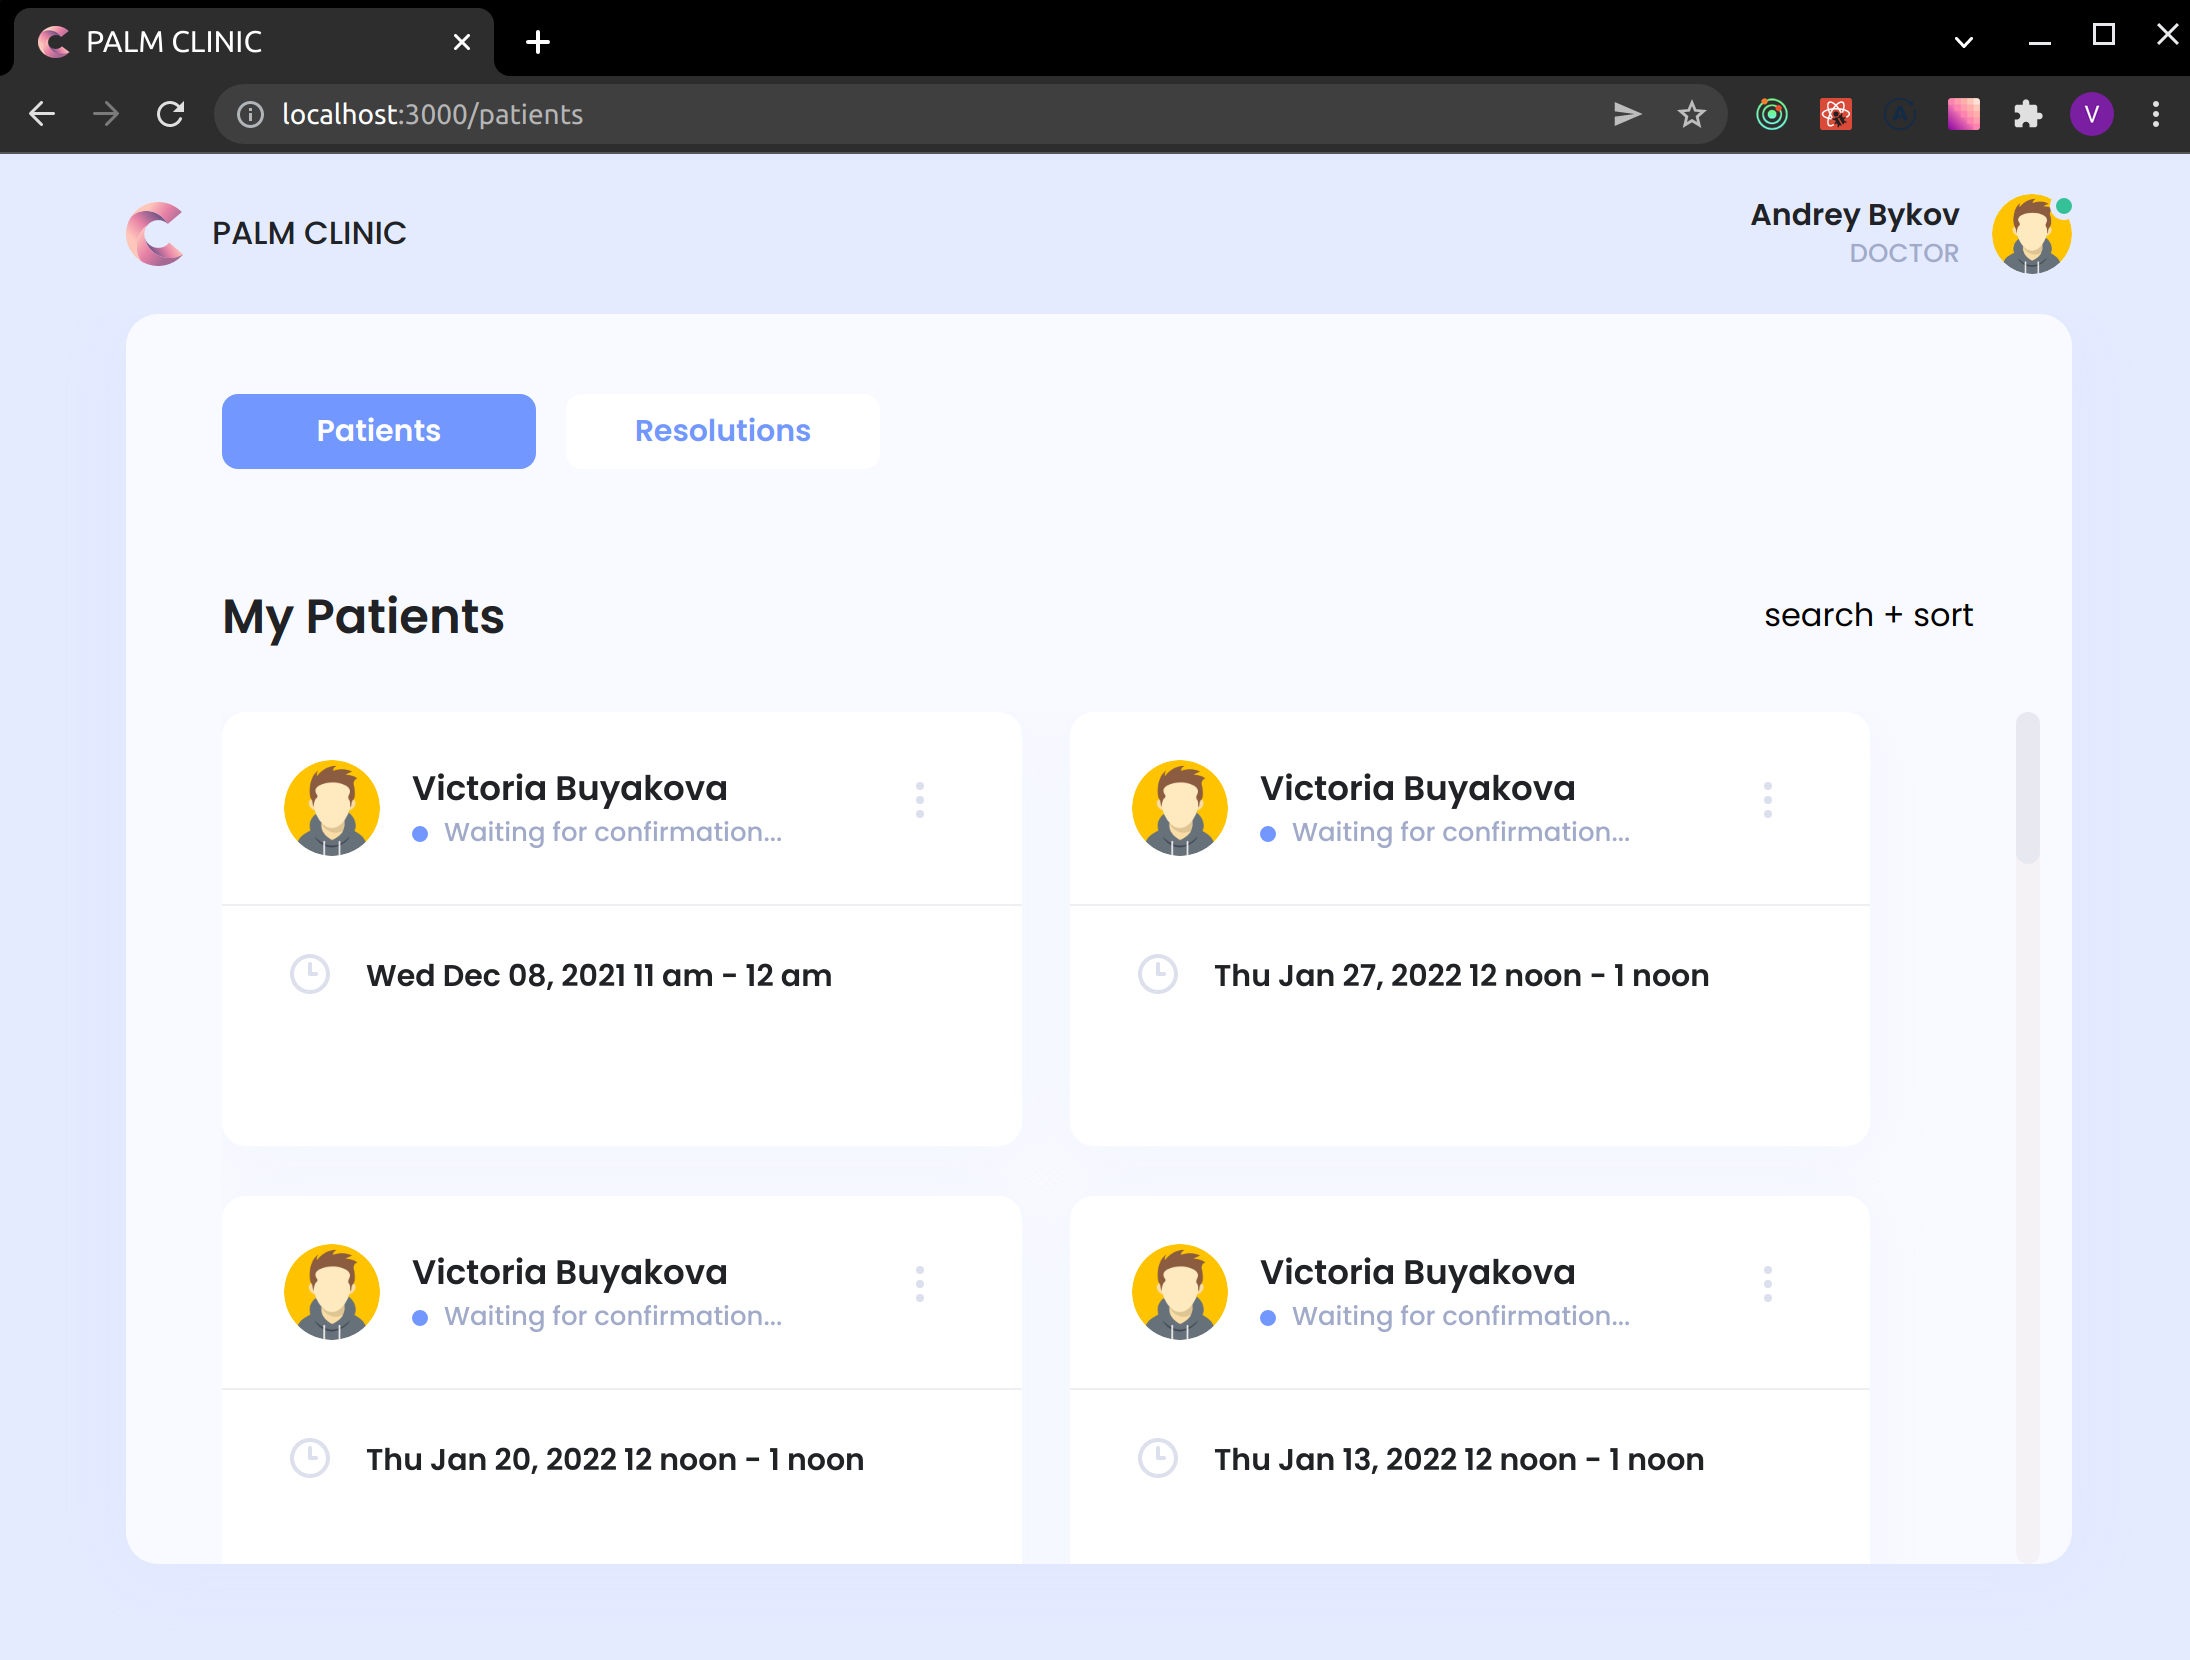 PALM CLINIC
localhost:3000/patients
V
PALM CLINIC
Andrey Bykov
DOCTOR
Patients
Resolutions
My Patients
search + sort
Victoria Buyakova
Waiting for confirmation...
Wed Dec 08, 2021 11 am - 12 am
Victoria Buyakova
Waiting for confirmation...
Thu Jan 27, 2022 12 noon - 1 noon
Victoria Buyakova
Waiting for confirmation...
Thu Jan 20, 2022 12 noon - 1 noon
Victoria Buyakova
Waiting for confirmation...
Thu Jan 13, 2022 12 noon - 1 noon